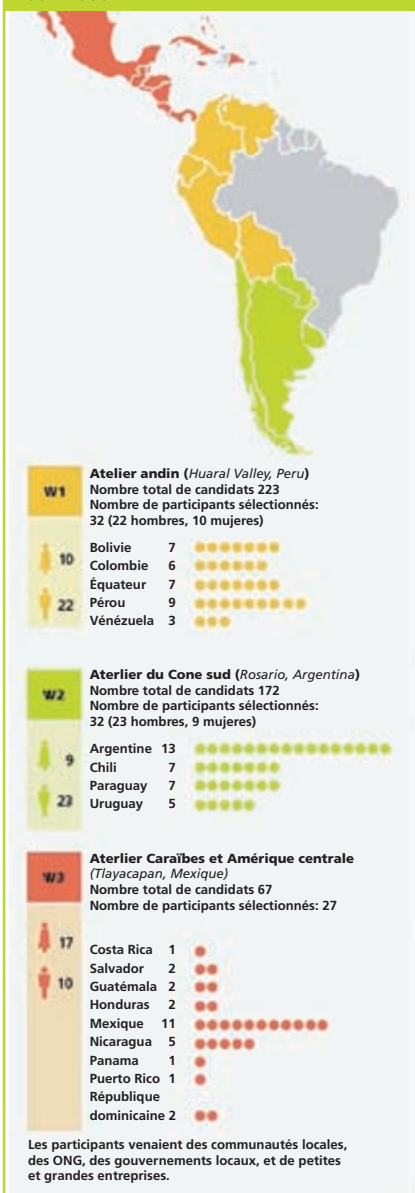 W1
Atelier andin (Huaral Valley, Peru)
Nombre total de candidats 223
Nombre de participants sélectionnés:
32 (22 hombres, 10 mujeres)
10
22
Bolivie 7
Colombie 6
Équateur 7
Pérou 9
Vénézuela 3
W2
Aterlier du Cone sud (Rosario, Argentina)
Nombre total de candidats 172
Nombre de participants sélectionnés:
32 (23 hombres, 9 mujeres)
9
23
Argentine 13
Chili 7
Paraguay 7
Uruguay 5
W3
Aterlier Caraïbes et Amérique centrale
(Tlayacapan, Mexique)
Nombre total de candidats 67
Nombre de participants sélectionnés: 27
17
10
Costa Rica 1
Salvador 2
Guatémala 2
Honduras 2
Mexique 11
Nicaragua 5
Panama 1
Puerto Rico 1
République
dominicaine 2
Les participants venaient des communautés locales,
des ONG, des gouvernements locaux, et de petites
et grandes entreprises.